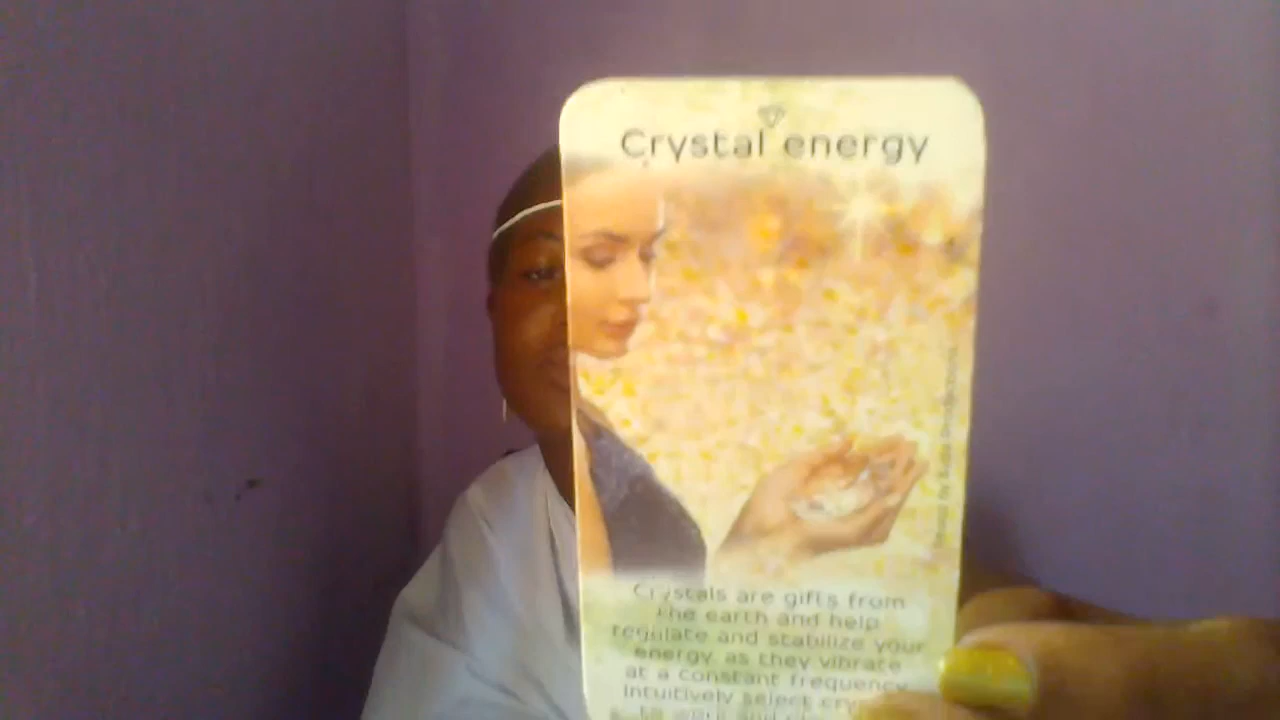 Crystal energy
Crystals are gifts from
the earth and help
regulate and stabilize your
energy as they vibrate
at a constant frequency
Intuitively select
to